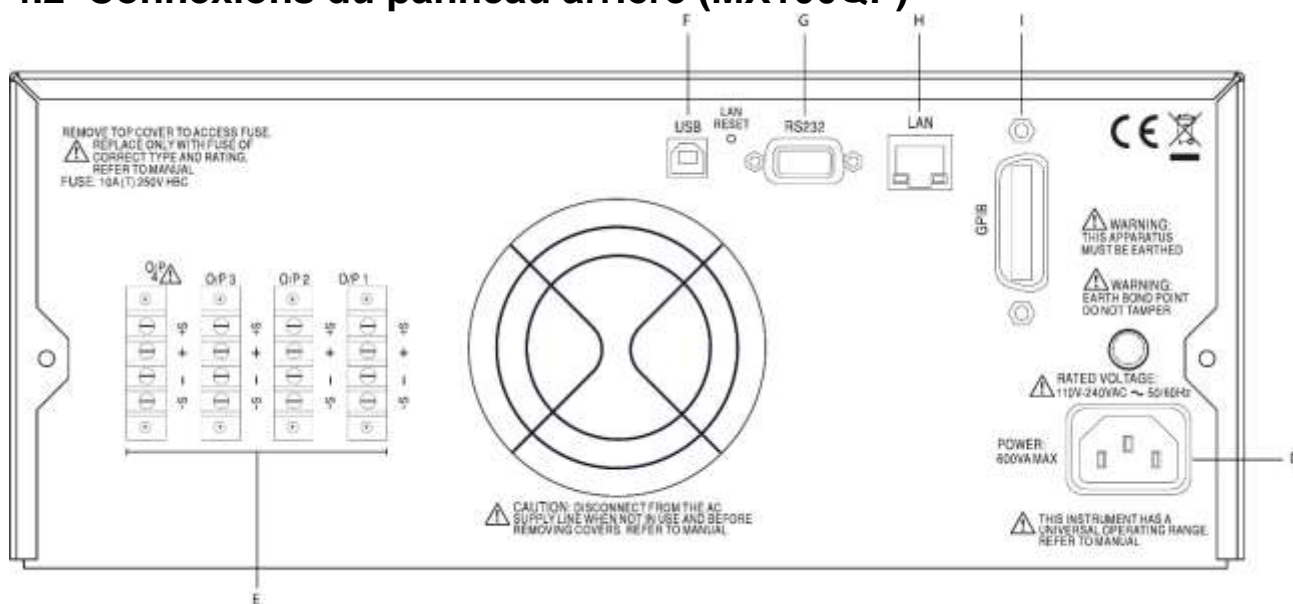 4.2 Connexions du panneau arrière (MX100QP)
F G H I
REMOVE TOP COVER TO ACCESS FUSE.
REPLACE ONLY WITH FUSE OF
CORRECT TYPE AND RATING.
REFER TO MANUAL
FUSE: 10A (T) 250V HBC
USB
LAN
RESET
RS232
LAN
GPIB
CE
WARNING:
THIS APPARATUS
MUST BE EARTHED
WARNING:
EARTH BOND POINT
DO NOT TAMPER
O/P
4
O/P 3
O/P 2
O/P 1
+S +S +S +S
+ + + +
– – – –
-S -S -S -S
RATED VOLTAGE:
110V-240VAC ~ 50/60Hz
POWER:
600VA MAX
CAUTION: DISCONNECT FROM THE AC
SUPPLY LINE WHEN NOT IN USE AND BEFORE
REMOVING COVERS. REFER TO MANUAL
THIS INSTRUMENT HAS A
UNIVERSAL OPERATING RANGE.
REFER TO MANUAL
E